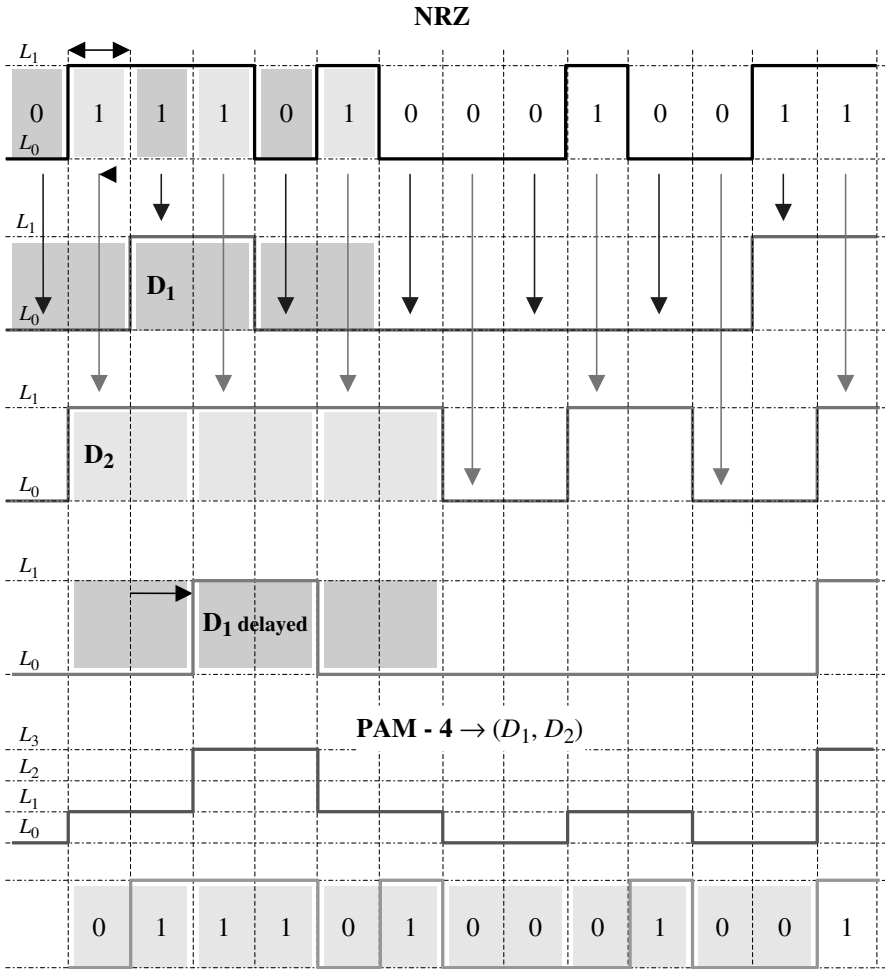 NRZ
L₁
0 1 1 1 0 1 0 0 0 1 0 0 1 1
L₀
L₁
D₁
L₀
L₁
D₂
L₀
L₁
D₁ delayed
L₀
PAM - 4 → (D₁, D₂)
L₃
L₂
L₁
L₀
0 1 1 1 0 1 0 0 0 1 0 0 1